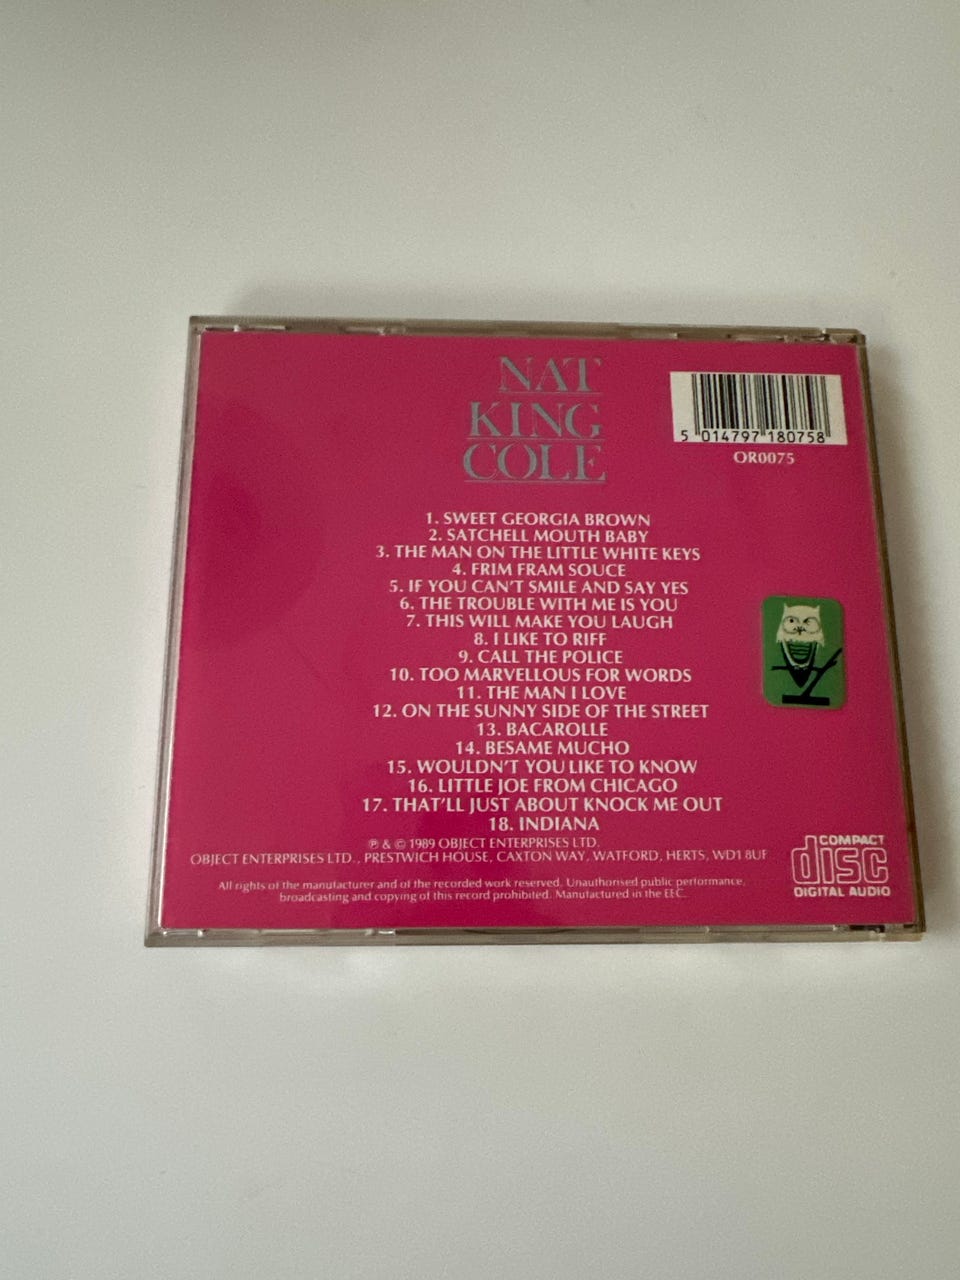 NAT
KING
COLE
5 014797 180758
OR0075
1. SWEET GEORGIA BROWN
2. SATCHELL MOUTH BABY
3. THE MAN ON THE LITTLE WHITE KEYS
4. FRIM FRAM SOUCE
5. IF YOU CAN'T SMILE AND SAY YES
6. THE TROUBLE WITH ME IS YOU
7. THIS WILL MAKE YOU LAUGH
8. I LIKE TO RIFF
9. CALL THE POLICE
10. TOO MARVELLOUS FOR WORDS
11. THE MAN I LOVE
12. ON THE SUNNY SIDE OF THE STREET
13. BACAROLLE
14. BESAME MUCHO
15. WOULDN'T YOU LIKE TO KNOW
16. LITTLE JOE FROM CHICAGO
17. THAT'LL JUST ABOUT KNOCK ME OUT
18. INDIANA
℗ & © 1989 OBJECT ENTERPRISES LTD.
OBJECT ENTERPRISES LTD., PRESTWICH HOUSE, CAXTON WAY, WATFORD, HERTS, WD1 8UF
All rights of the manufacturer and of the recorded work reserved. Unauthorised public performance,
broadcasting and copying of this record prohibited. Manufactured in the EEC.
COMPACT
disc
DIGITAL AUDIO